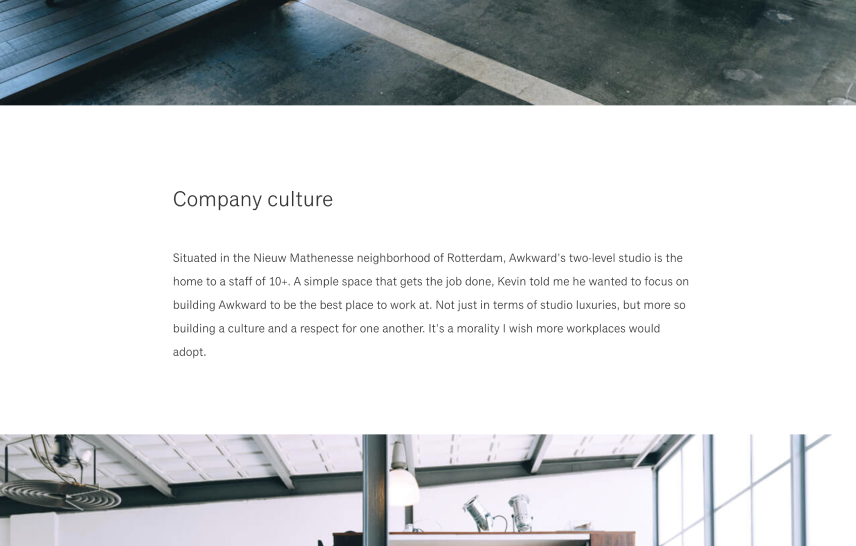 Company culture
Situated in the Nieuw Mathenesse neighborhood of Rotterdam, Awkward's two-level studio is the
home to a staff of 10+. A simple space that gets the job done, Kevin told me he wanted to focus on
building Awkward to be the best place to work at. Not just in terms of studio luxuries, but more so
building a culture and a respect for one another. It's a morality I wish more workplaces would
adopt.